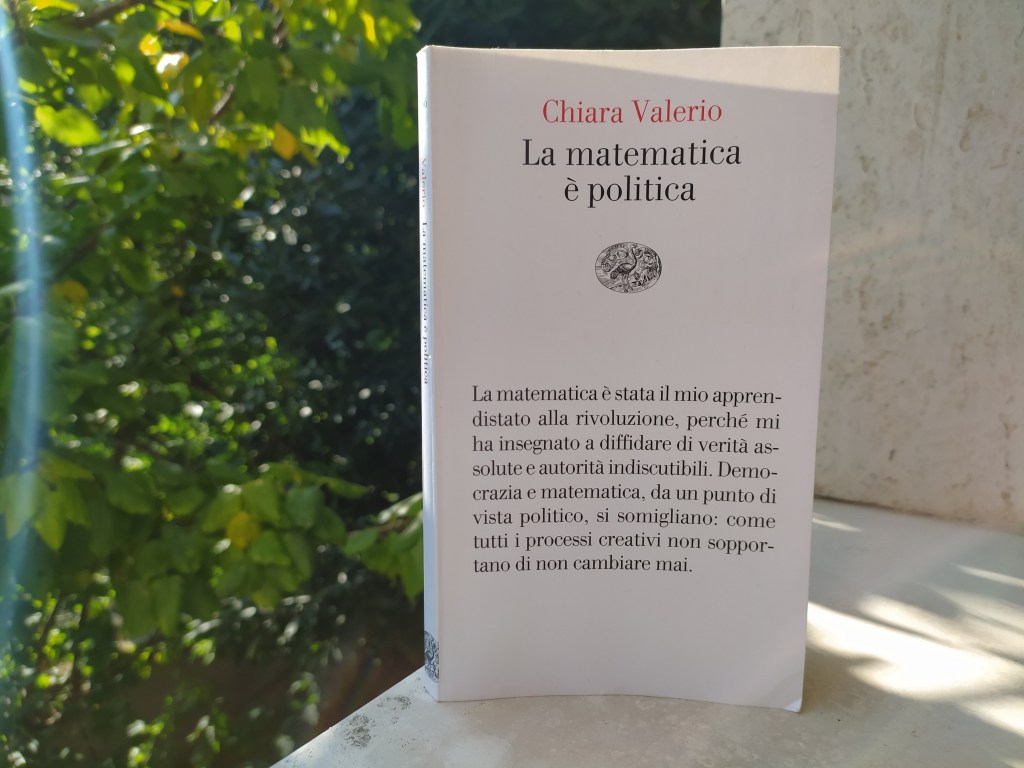 Chiara Valerio
La matematica
è politica
La matematica è stata il mio appren-
distato alla rivoluzione, perché mi
ha insegnato a diffidare di verità as-
solute e autorità indiscutibili. Demo-
crazia e matematica, da un punto di
vista politico, si somigliano: come
tutti i processi creativi non soppor-
tano di non cambiare mai.
Valerio La matematica è politica